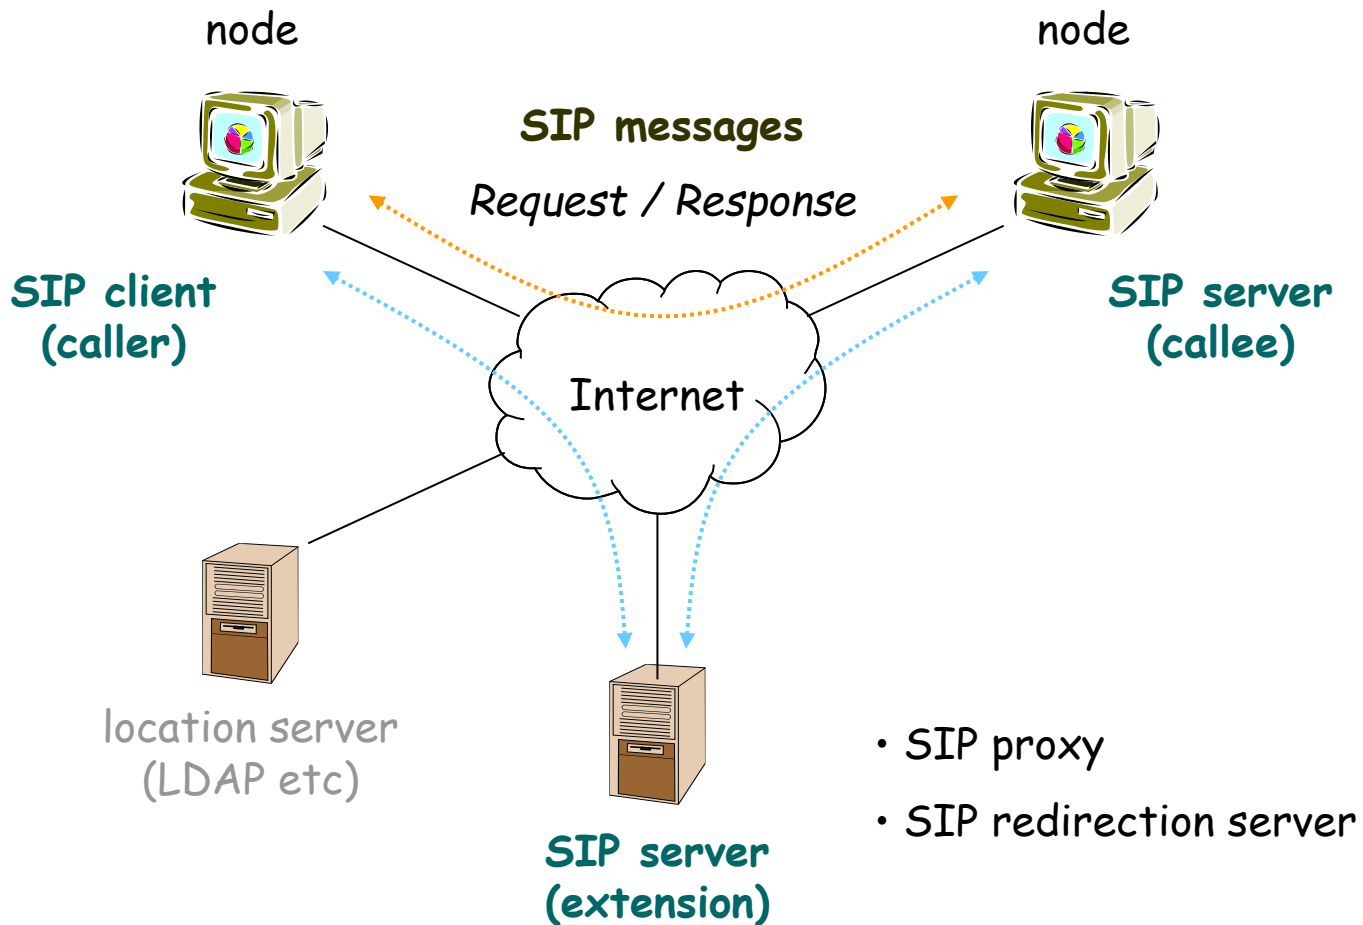 node
node
SIP messages
Request / Response
SIP client
(caller)
SIP server
(callee)
Internet
location server
(LDAP etc)
• SIP proxy
• SIP redirection server
SIP server
(extension)